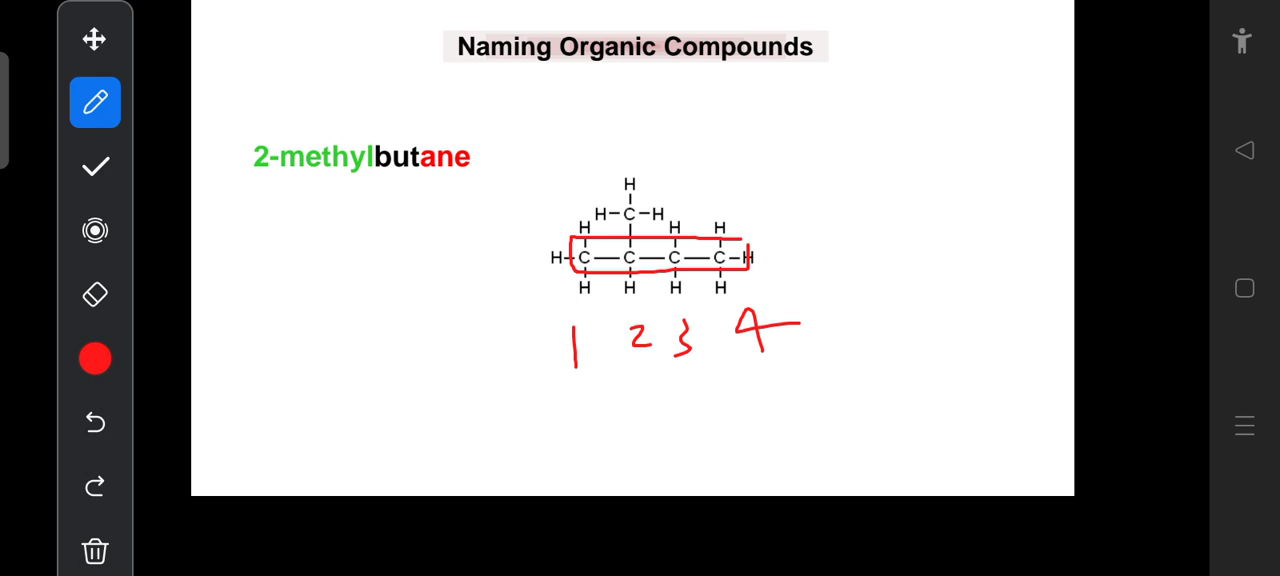 Naming Organic Compounds
2-methylbutane
H
H-C-H
H H H
H-C-C-C-C-H
H H H H
1 2 3 4